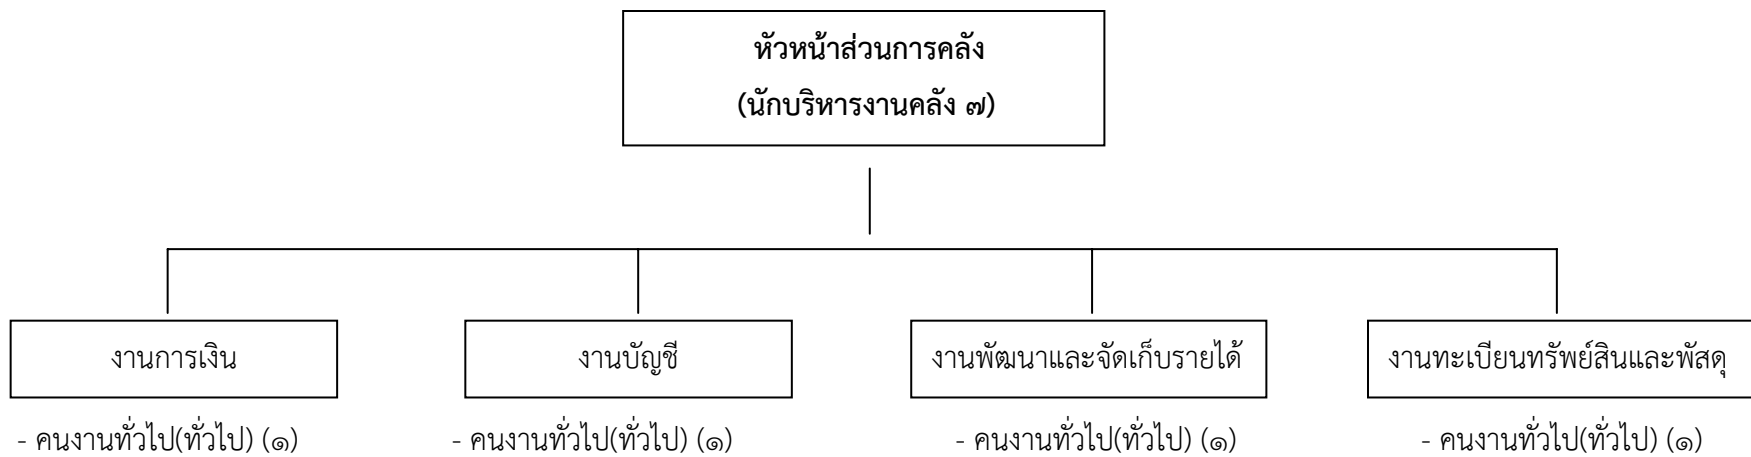 หัวหน้าส่วนการคลัง
(นักบริหารงานคลัง ๗)
งานการเงิน
งานบัญชี
งานพัฒนาและจัดเก็บรายได้
งานทะเบียนทรัพย์สินและพัสดุ
- คนงานทั่วไป(ทั่วไป) (๑)
- คนงานทั่วไป(ทั่วไป) (๑)
- คนงานทั่วไป(ทั่วไป) (๑)
- คนงานทั่วไป(ทั่วไป) (๑)